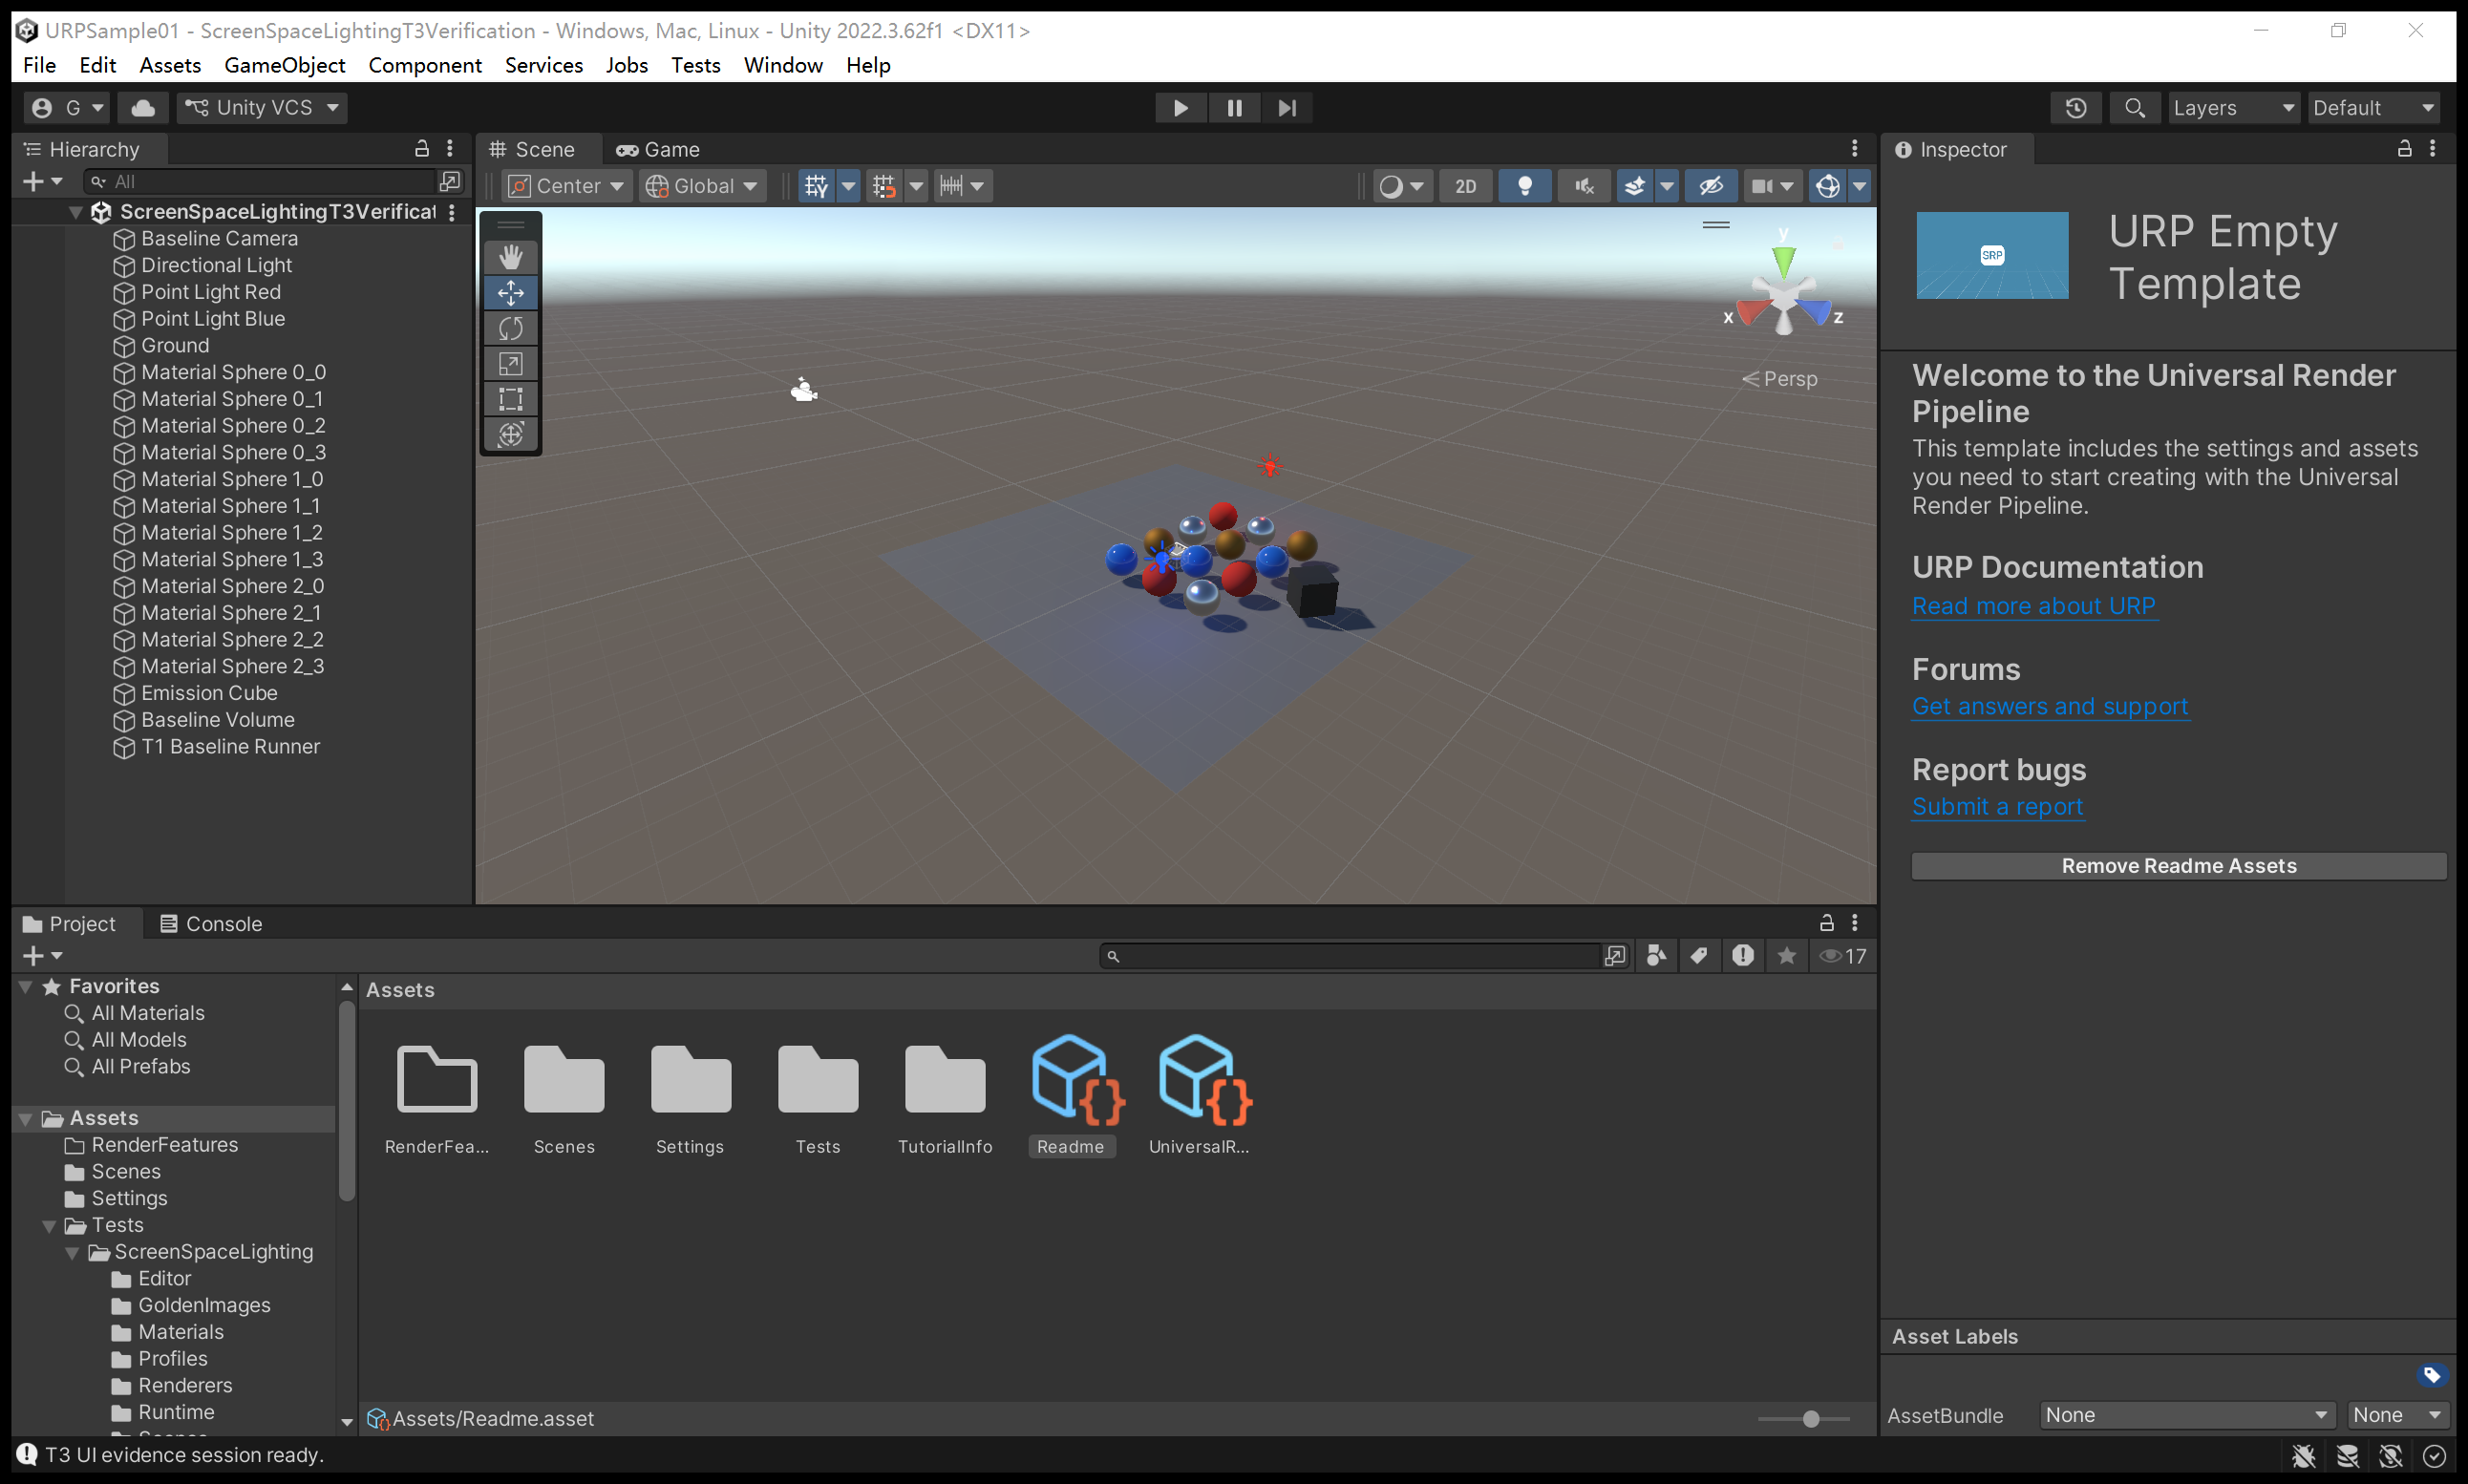 URPSample01 - ScreenSpaceLightingT3Verification - Windows, Mac, Linux - Unity 2022.3.62f1 <DX11>
File Edit Assets GameObject Component Services Jobs Tests Window Help
G Unity VCS Layers Default
Hierarchy
All
ScreenSpaceLightingT3Verificat
Baseline Camera
Directional Light
Point Light Red
Point Light Blue
Ground
Material Sphere 0_0
Material Sphere 0_1
Material Sphere 0_2
Material Sphere 0_3
Material Sphere 1_0
Material Sphere 1_1
Material Sphere 1_2
Material Sphere 1_3
Material Sphere 2_0
Material Sphere 2_1
Material Sphere 2_2
Material Sphere 2_3
Emission Cube
Baseline Volume
T1 Baseline Runner
Scene Game
Center Global 2D
y
x z
Persp
Inspector
SRP
URP Empty
Template
Welcome to the Universal Render
Pipeline
This template includes the settings and assets
you need to start creating with the Universal
Render Pipeline.
URP Documentation
Read more about URP
Forums
Get answers and support
Report bugs
Submit a report
Remove Readme Assets
Project Console
17
Favorites
All Materials
All Models
All Prefabs
Assets
RenderFeatures
Scenes
Settings
Tests
ScreenSpaceLighting
Editor
GoldenImages
Materials
Profiles
Renderers
Runtime
Assets
RenderFea... Scenes Settings Tests TutorialInfo Readme UniversalR...
Assets/Readme.asset
Asset Labels
AssetBundle None None
T3 UI evidence session ready.